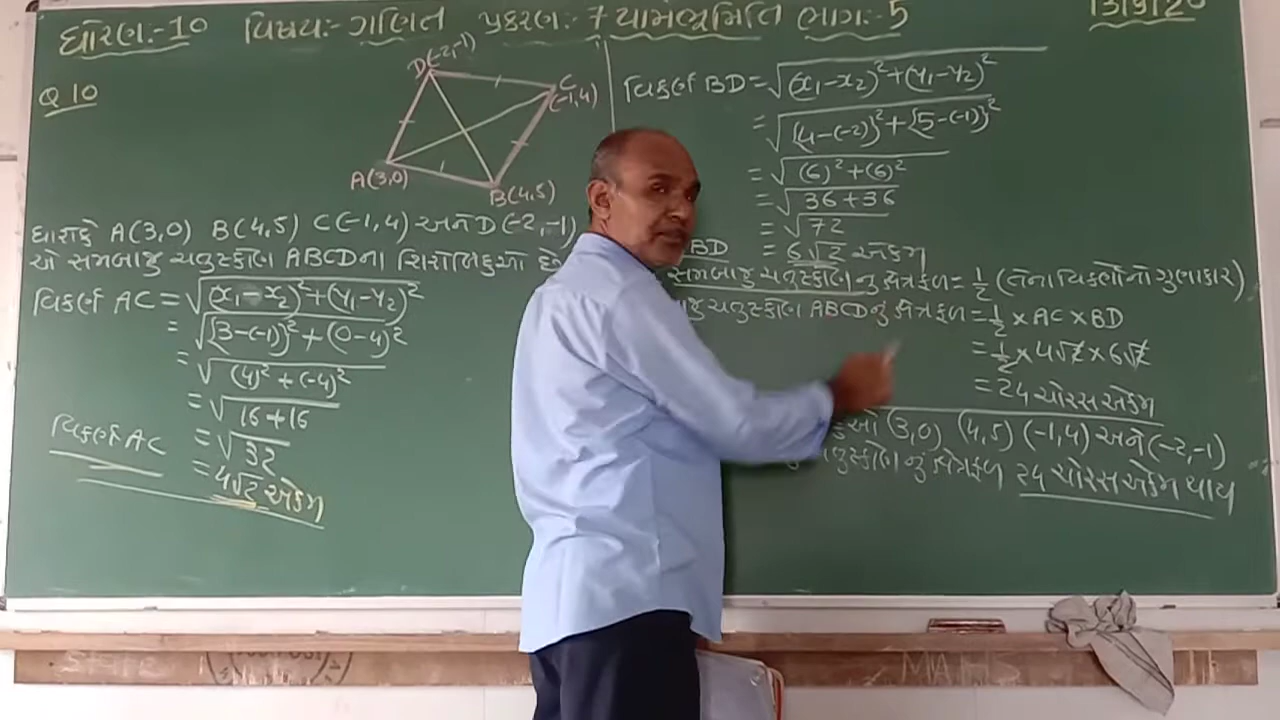 ધોરણ:-10 વિષય:- ગણિત પ્રકરણ:-7 યામભૂમિતિ ભાગ:-5
13/9/20
Q 10
D(-2,-1)
C
(-1,4)
A(3,0)
B(4,5)
ધારોકે A(3,0) B(4,5) C(-1,4) અને D(-2,-1)
એ સમબાજુ ચતુષ્કોણ ABCDના શિરોબિંદુઓ છે
વિકર્ણ AC = √(x₁-x₂)²+(y₁-y₂)²
= √{3-(-1)}²+(0-4)²
= √(4)²+(-4)²
= √16+16
= √32
= 4√2 એકમ
વિકર્ણ AC
વિકર્ણ BD = √(x₁-x₂)²+(y₁-y₂)²
= √{4-(-2)}²+{5-(-1)}²
= √(6)²+(6)²
= √36+36
= √72
= 6√2 એકમ
BD
સમબાજુ ચતુષ્કોણ નું ક્ષેત્રફળ = 1/2 (તેના વિકર્ણોનો ગુણાકાર)
ચતુષ્કોણ ABCDનું ક્ષેત્રફળ = 1/2 × AC × BD
= 1/2 × 4√2 × 6√2
= 24 ચોરસ એકમ
(3,0) (4,5) (-1,4) અને (-2,-1)
ચતુષ્કોણ નું ક્ષેત્રફળ 24 ચોરસ એકમ થાય
MATHS